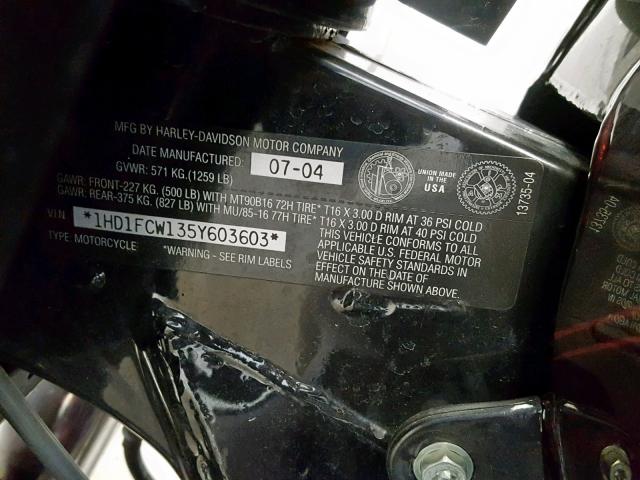 MFG BY HARLEY-DAVIDSON MOTOR COMPANY
DATE MANUFACTURED: 07-04
GVWR: 571 KG.(1259 LB)
UNION MADE IN THE USA
13735-04
GAWR: FRONT-227 KG. (500 LB) WITH MT90B16 72H TIRE* T16 X 3.00 D RIM AT 36 PSI COLD
GAWR: REAR-375 KG. (827 LB) WITH MU/85-16 77H TIRE* T16 X 3.00 D RIM AT 40 PSI COLD
VIN *1HD1FCW135Y603603*
TYPE: MOTORCYCLE *WARNING - SEE RIM LABELS
THIS VEHICLE CONFORMS TO ALL
APPLICABLE U.S. FEDERAL MOTOR
VEHICLE SAFETY STANDARDS IN
EFFECT ON THE DATE OF
MANUFACTURE SHOWN ABOVE.